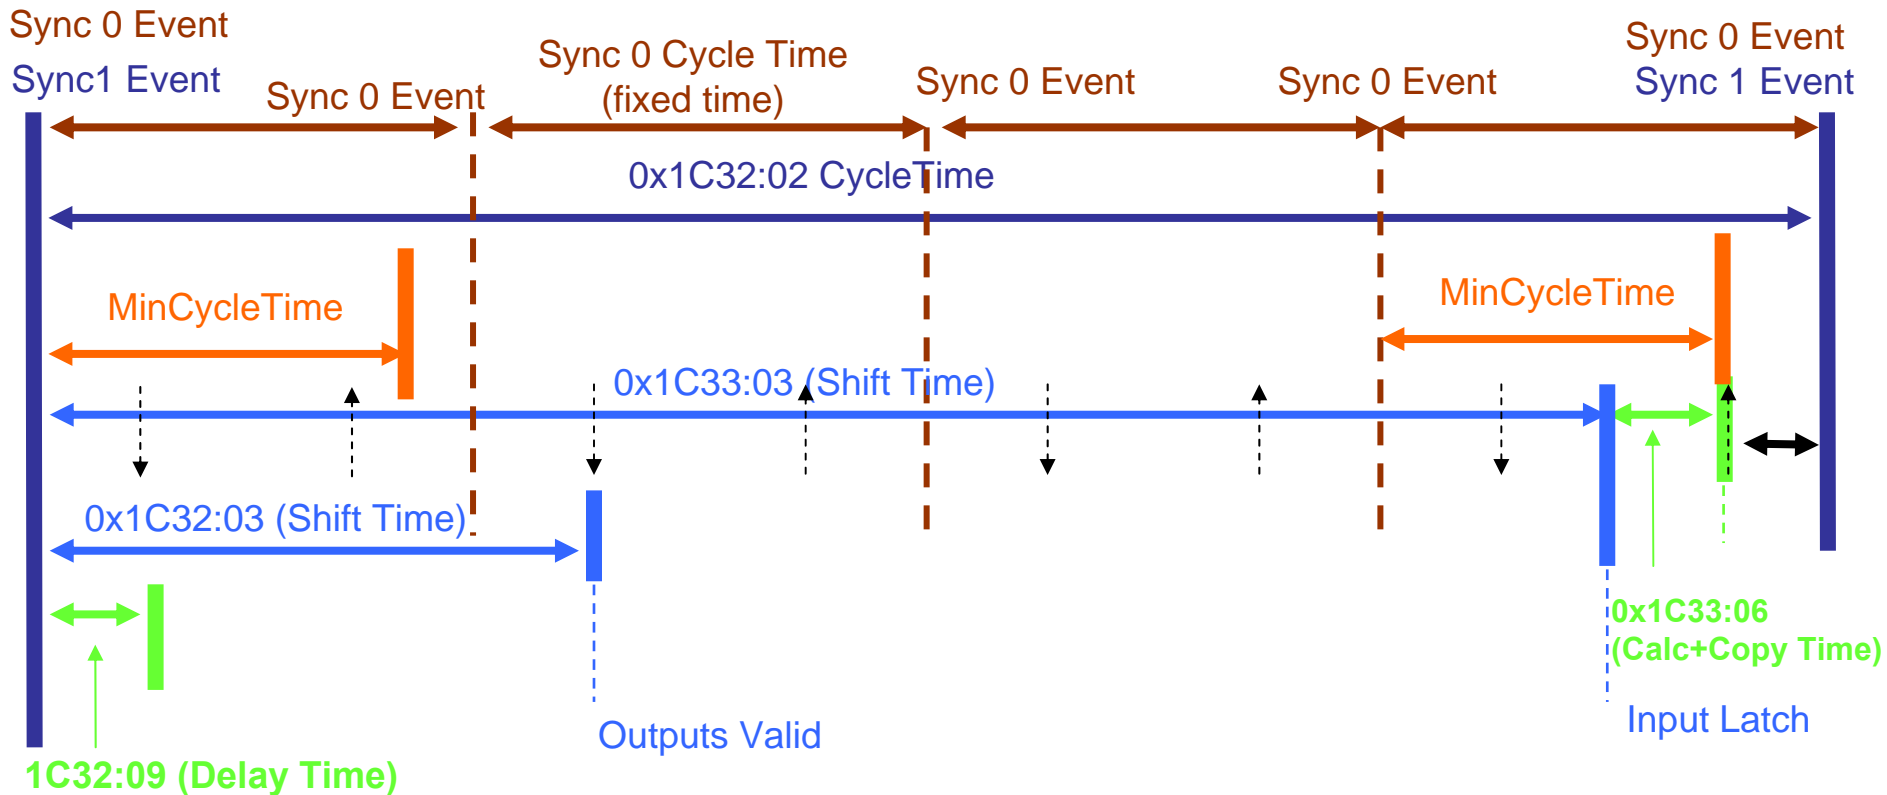 Sync 0 Event
Sync1 Event
Sync 0 Event
Sync 0 Cycle Time
(fixed time)
Sync 0 Event
Sync 0 Event
Sync 0 Event
Sync 1 Event
0x1C32:02 CycleTime
MinCycleTime
MinCycleTime
0x1C33:03 (Shift Time)
0x1C32:03 (Shift Time)
0x1C33:06
(Calc+Copy Time)
Outputs Valid
Input Latch
1C32:09 (Delay Time)